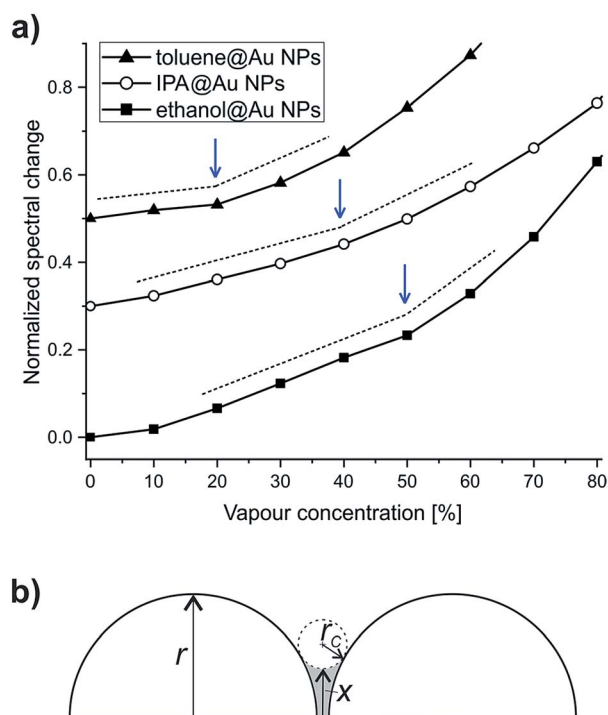 a)
toluene@Au NPs
IPA@Au NPs
ethanol@Au NPs
Normalized spectral change
0.8
0.6
0.4
0.2
0.0
0 10 20 30 40 50 60 70 80
Vapour concentration [%]
b)
r
rC
x